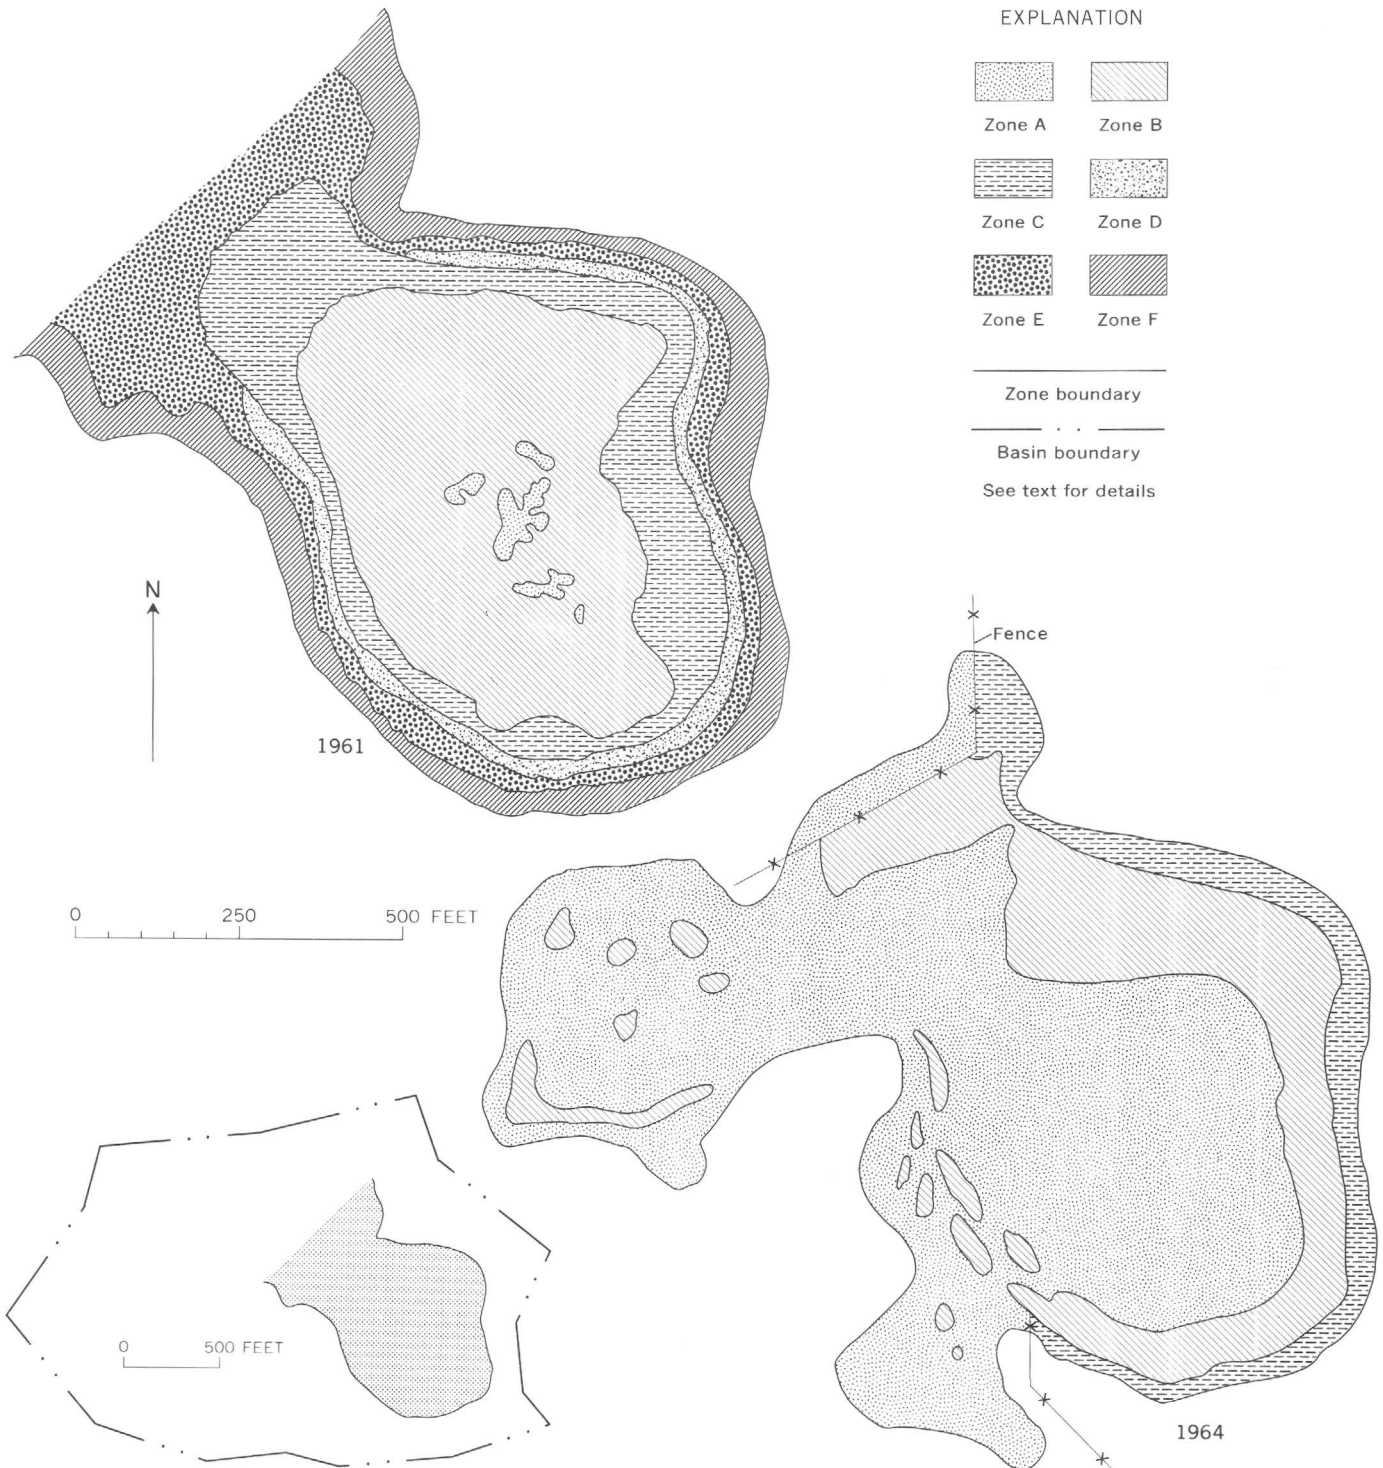 EXPLANATION
Zone A Zone B
Zone C Zone D
Zone E Zone F
Zone boundary
Basin boundary
See text for details
N
Fence
1961
0 250 500 FEET
0 500 FEET
1964